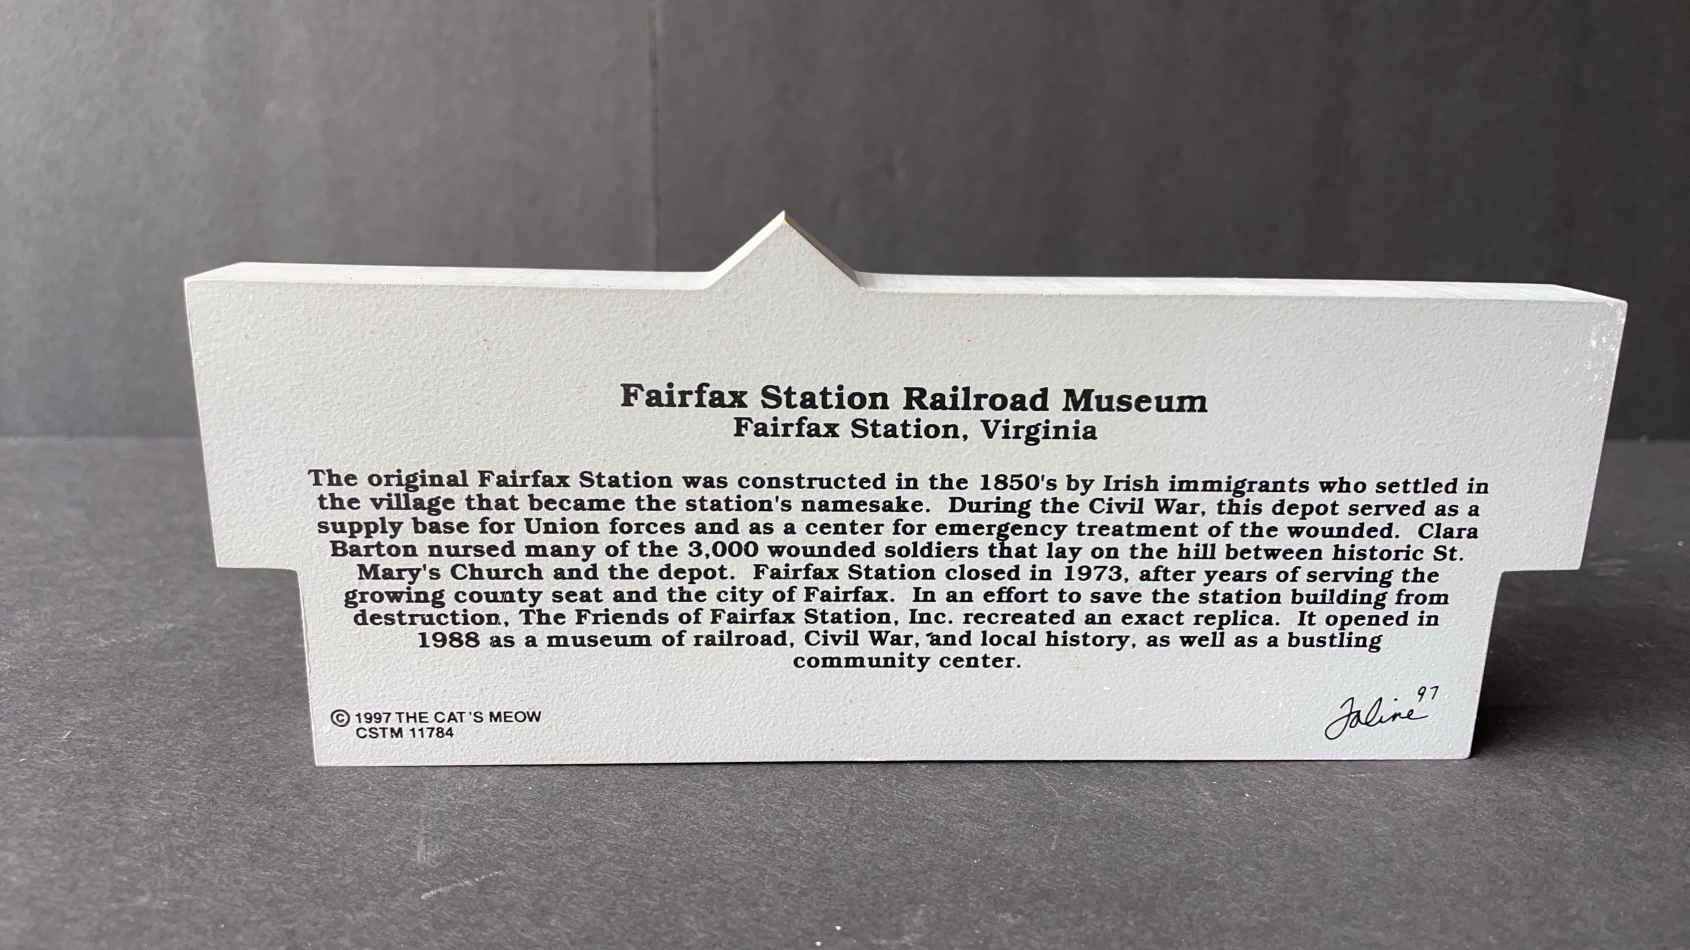 Fairfax Station Railroad Museum
Fairfax Station, Virginia
The original Fairfax Station was constructed in the 1850's by Irish immigrants who settled in
the village that became the station's namesake. During the Civil War, this depot served as a
supply base for Union forces and as a center for emergency treatment of the wounded. Clara
Barton nursed many of the 3,000 wounded soldiers that lay on the hill between historic St.
Mary's Church and the depot. Fairfax Station closed in 1973, after years of serving the
growing county seat and the city of Fairfax. In an effort to save the station building from
destruction, The Friends of Fairfax Station, Inc. recreated an exact replica. It opened in
1988 as a museum of railroad, Civil War, and local history, as well as a bustling
community center.
© 1997 THE CAT'S MEOW
CSTM 11784
Faline 97